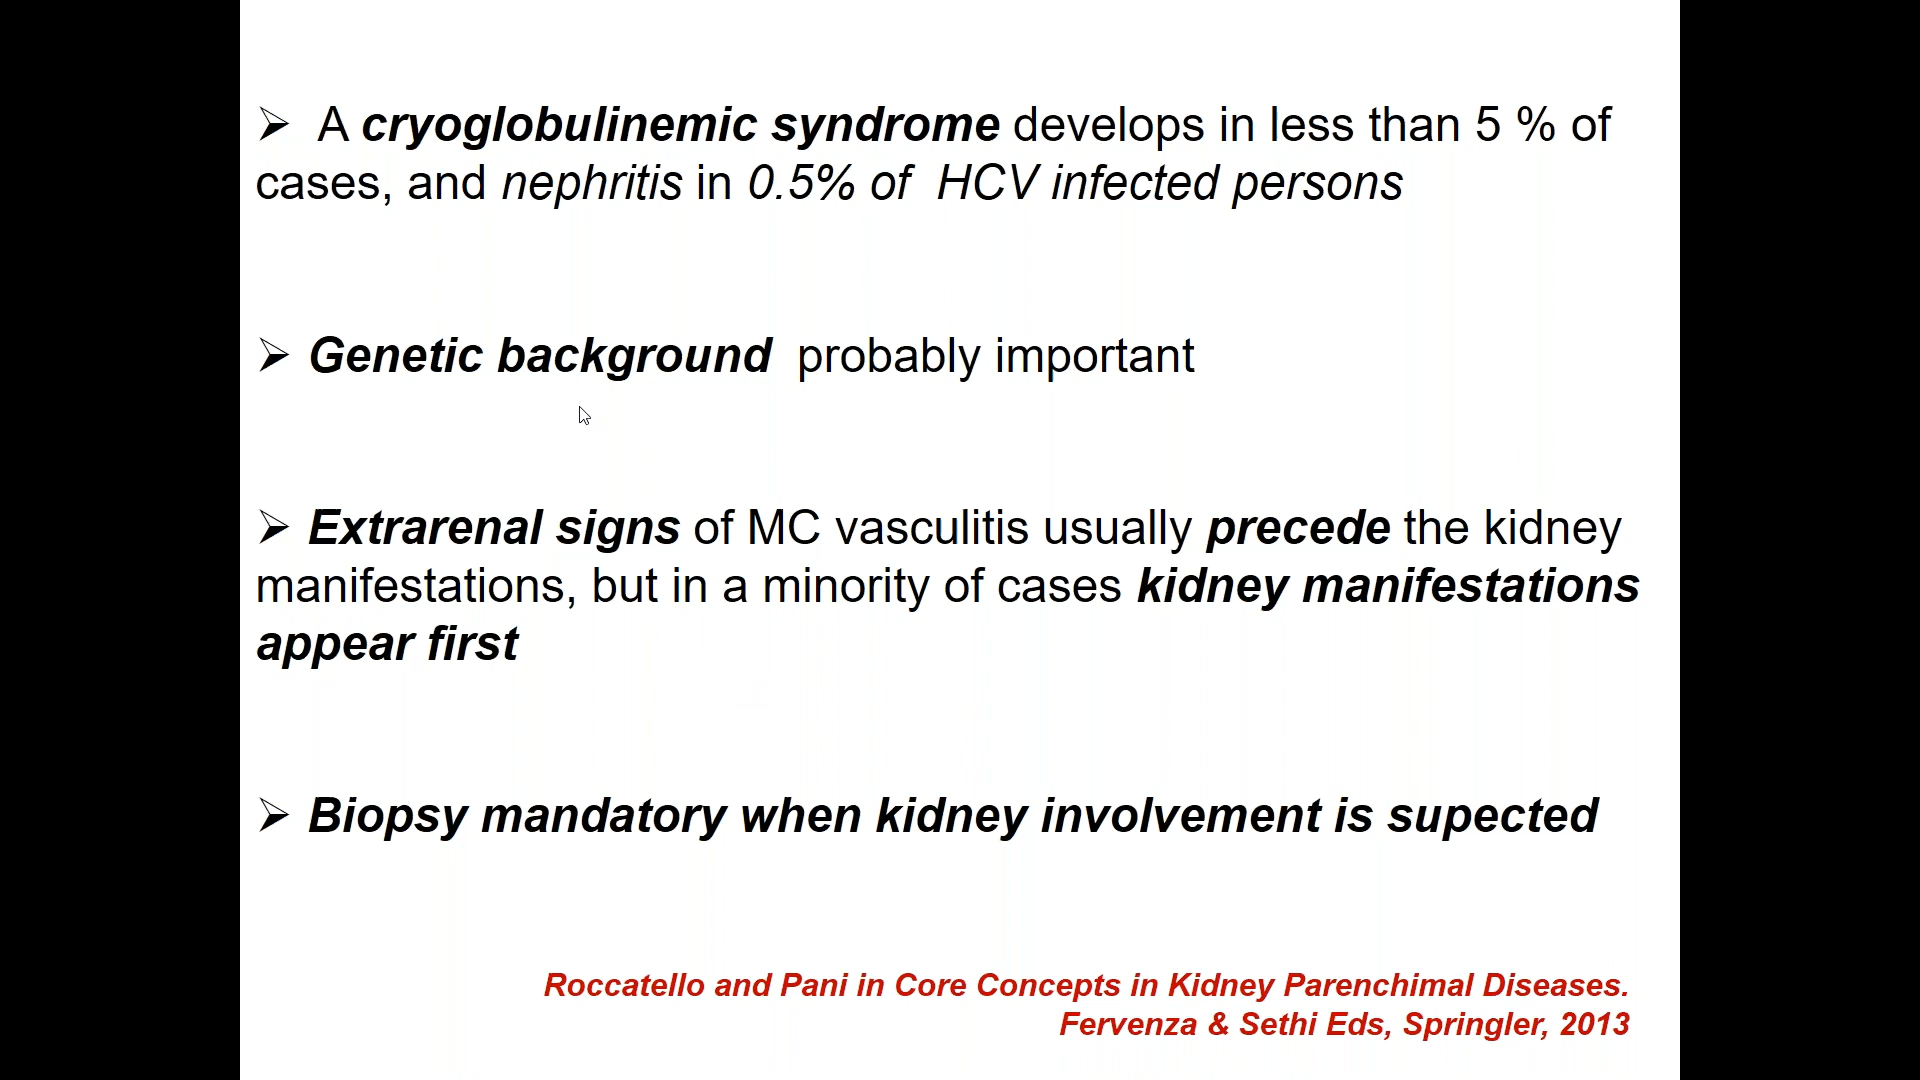 ➢ A cryoglobulinemic syndrome develops in less than 5 % of
cases, and nephritis in 0.5% of HCV infected persons
➢ Genetic background probably important
➢ Extrarenal signs of MC vasculitis usually precede the kidney
manifestations, but in a minority of cases kidney manifestations
appear first
➢ Biopsy mandatory when kidney involvement is supected
Roccatello and Pani in Core Concepts in Kidney Parenchimal Diseases.
Fervenza & Sethi Eds, Springler, 2013